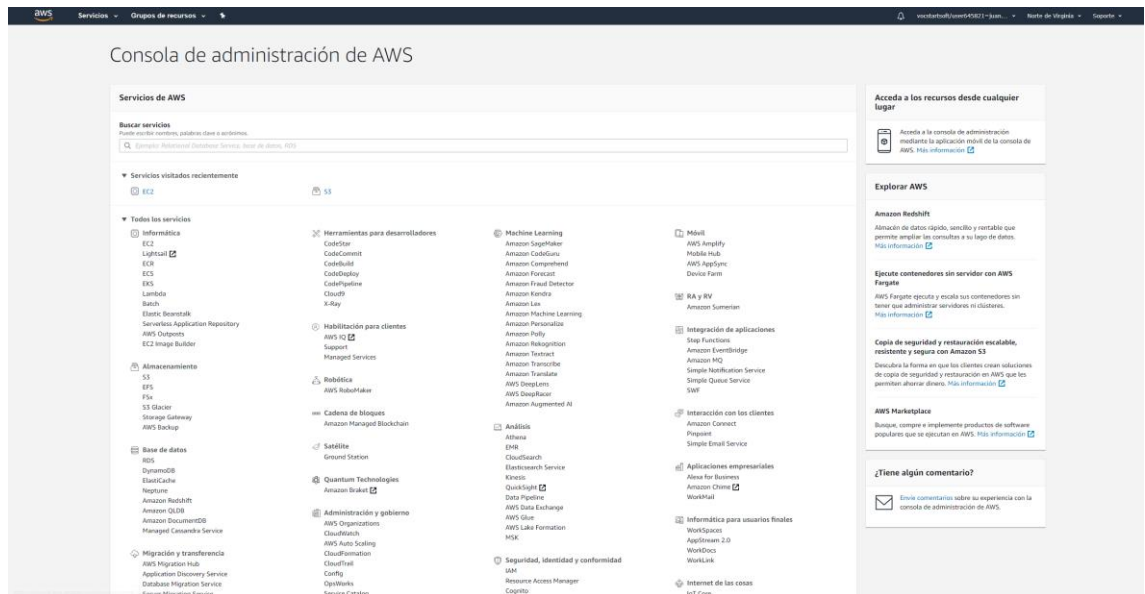 aws
Servicios
Grupos de recursos
Norte de Virginia
Soporte
Consola de administración de AWS
Servicios de AWS
Buscar servicios
Puede escribir nombres, palabras clave o acrónimos.
Ejemplo: Relational Database Service, base de datos, RDS
Servicios visitados recientemente
EC2
S3
Todos los servicios
Informática
EC2
Lightsail
ECR
ECS
EKS
Lambda
Batch
Elastic Beanstalk
Serverless Application Repository
AWS Outposts
EC2 Image Builder
Almacenamiento
S3
EFS
FSx
S3 Glacier
Storage Gateway
AWS Backup
Base de datos
RDS
DynamoDB
ElastiCache
Neptune
Amazon Redshift
Amazon QLDB
Amazon DocumentDB
Managed Cassandra Service
Migración y transferencia
AWS Migration Hub
Application Discovery Service
Database Migration Service
Herramientas para desarrolladores
CodeStar
CodeCommit
CodeBuild
CodeDeploy
CodePipeline
Cloud9
X-Ray
Habilitación para clientes
AWS IQ
Support
Managed Services
Robótica
AWS RoboMaker
Cadena de bloques
Amazon Managed Blockchain
Satélite
Ground Station
Quantum Technologies
Amazon Braket
Administración y gobierno
AWS Organizations
CloudWatch
AWS Auto Scaling
CloudFormation
CloudTrail
Config
OpsWorks
Service Catalog
Machine Learning
Amazon SageMaker
Amazon CodeGuru
Amazon Comprehend
Amazon Forecast
Amazon Fraud Detector
Amazon Kendra
Amazon Lex
Amazon Machine Learning
Amazon Personalize
Amazon Polly
Amazon Rekognition
Amazon Textract
Amazon Transcribe
Amazon Translate
AWS DeepLens
AWS DeepRacer
Amazon Augmented AI
Análisis
Athena
EMR
CloudSearch
Elasticsearch Service
Kinesis
QuickSight
Data Pipeline
AWS Data Exchange
AWS Glue
AWS Lake Formation
MSK
Seguridad, identidad y conformidad
IAM
Resource Access Manager
Cognito
Móvil
AWS Amplify
Mobile Hub
AWS AppSync
Device Farm
RA y RV
Amazon Sumerian
Integración de aplicaciones
Step Functions
Amazon EventBridge
Amazon MQ
Simple Notification Service
Simple Queue Service
SWF
Interacción con los clientes
Amazon Connect
Pinpoint
Simple Email Service
Aplicaciones empresariales
Alexa for Business
Amazon Chime
WorkMail
Informática para usuarios finales
WorkSpaces
AppStream 2.0
WorkDocs
WorkLink
Internet de las cosas
IoT Core
Acceda a los recursos desde cualquier
lugar
Acceda a la consola de administración
mediante la aplicación móvil de la consola de
AWS. Más información
Explorar AWS
Amazon Redshift
Almacén de datos rápido, sencillo y rentable que
permite ampliar las consultas a su lago de datos.
Más información
Ejecute contenedores sin servidor con AWS
Fargate
AWS Fargate ejecuta y escala sus contenedores sin
tener que administrar servidores ni clústeres.
Más información
Copia de seguridad y restauración escalable,
resistente y segura con Amazon S3
Descubra la forma en que los clientes crean soluciones
de copia de seguridad y restauración en AWS que les
permiten ahorrar dinero. Más información
AWS Marketplace
Busque, compre e implemente productos de software
populares que se ejecutan en AWS. Más información
¿Tiene algún comentario?
Envíe comentarios sobre su experiencia con la
consola de administración de AWS.